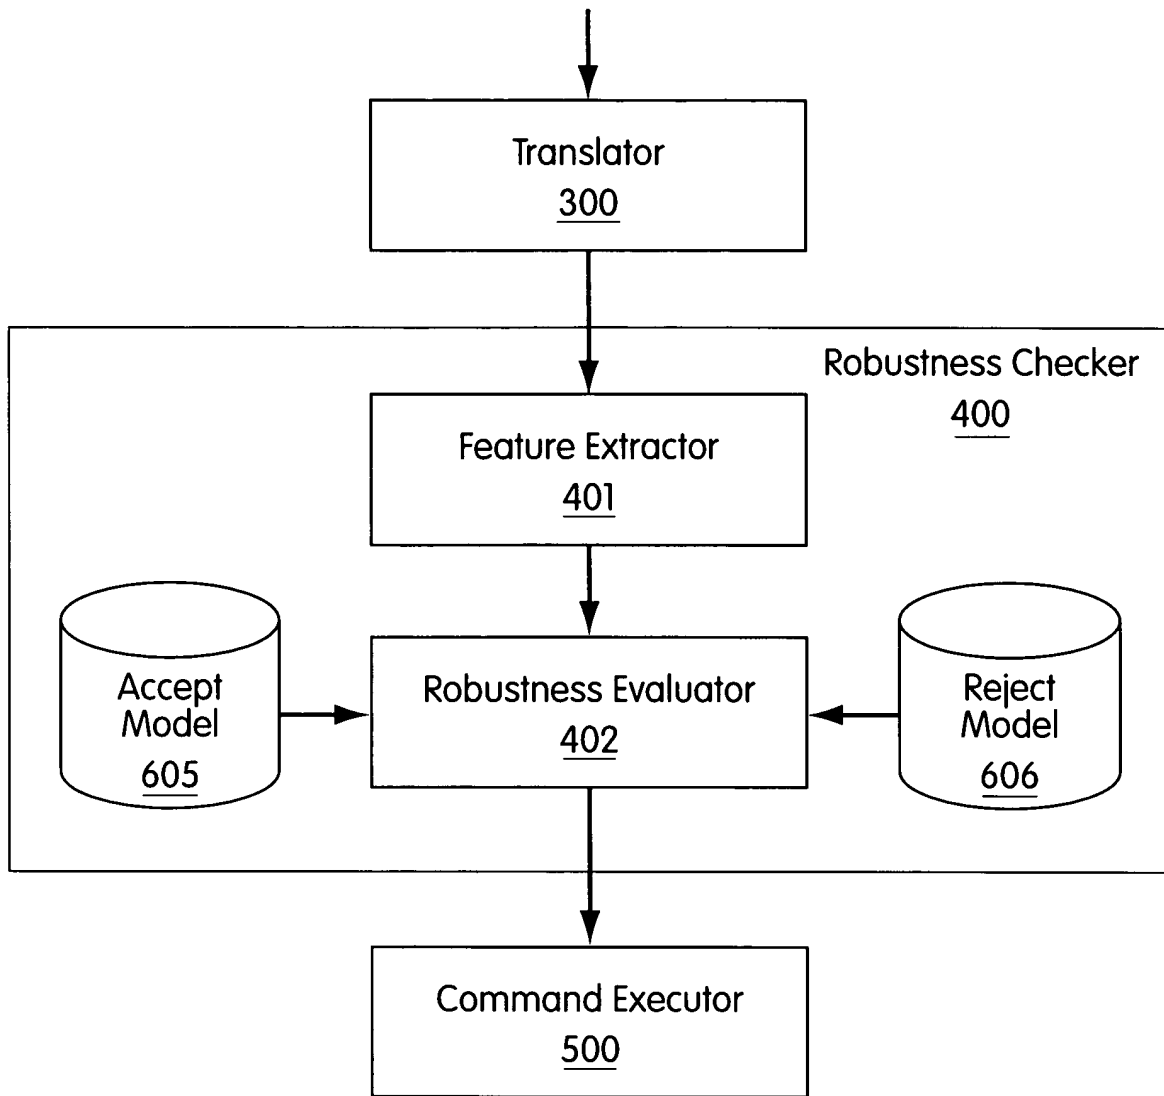 Translator
300
Robustness Checker
400
Feature Extractor
401
Accept
Model
605
Robustness Evaluator
402
Reject
Model
606
Command Executor
500